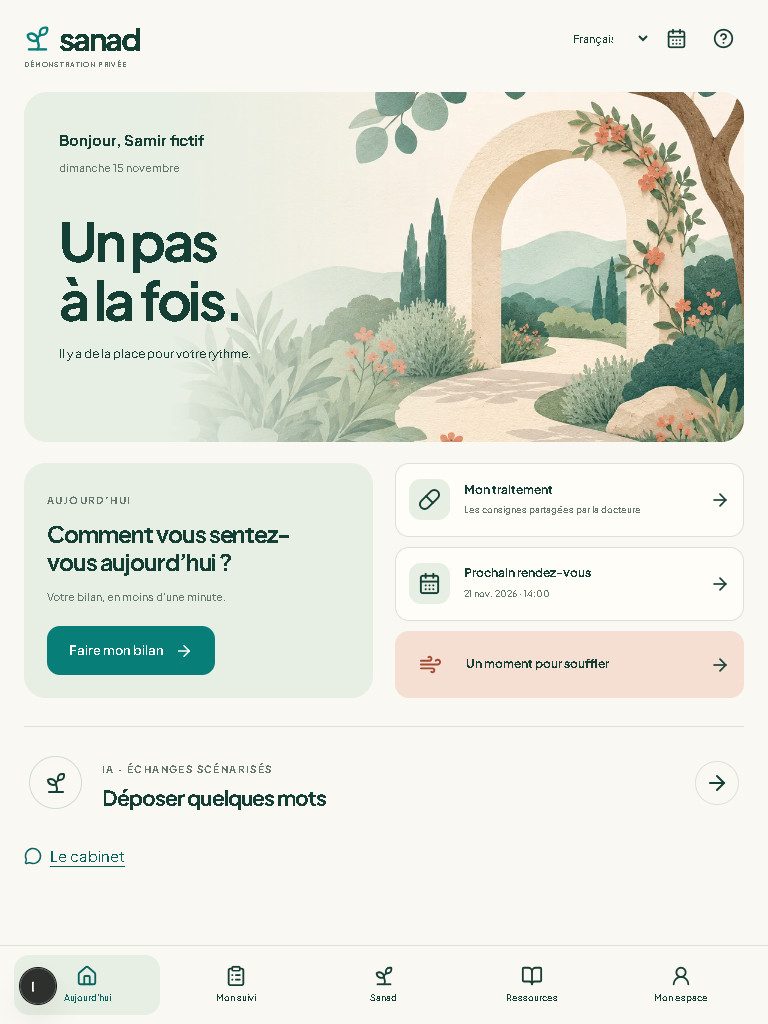 sanad
DÉMONSTRATION PRIVÉE
Français
Bonjour, Samir fictif
dimanche 15 novembre
Un pas
à la fois.
Il y a de la place pour votre rythme.
AUJOURD'HUI
Comment vous sentez-
vous aujourd’hui ?
Votre bilan, en moins d'une minute.
Faire mon bilan
Mon traitement
Les consignes partagées par la docteure
Prochain rendez-vous
21 nov. 2026 · 14:00
Un moment pour souffler
IA · ÉCHANGES SCÉNARISÉS
Déposer quelques mots
Le cabinet
Aujourd'hui
Mon suivi
Sanad
Ressources
Mon espace